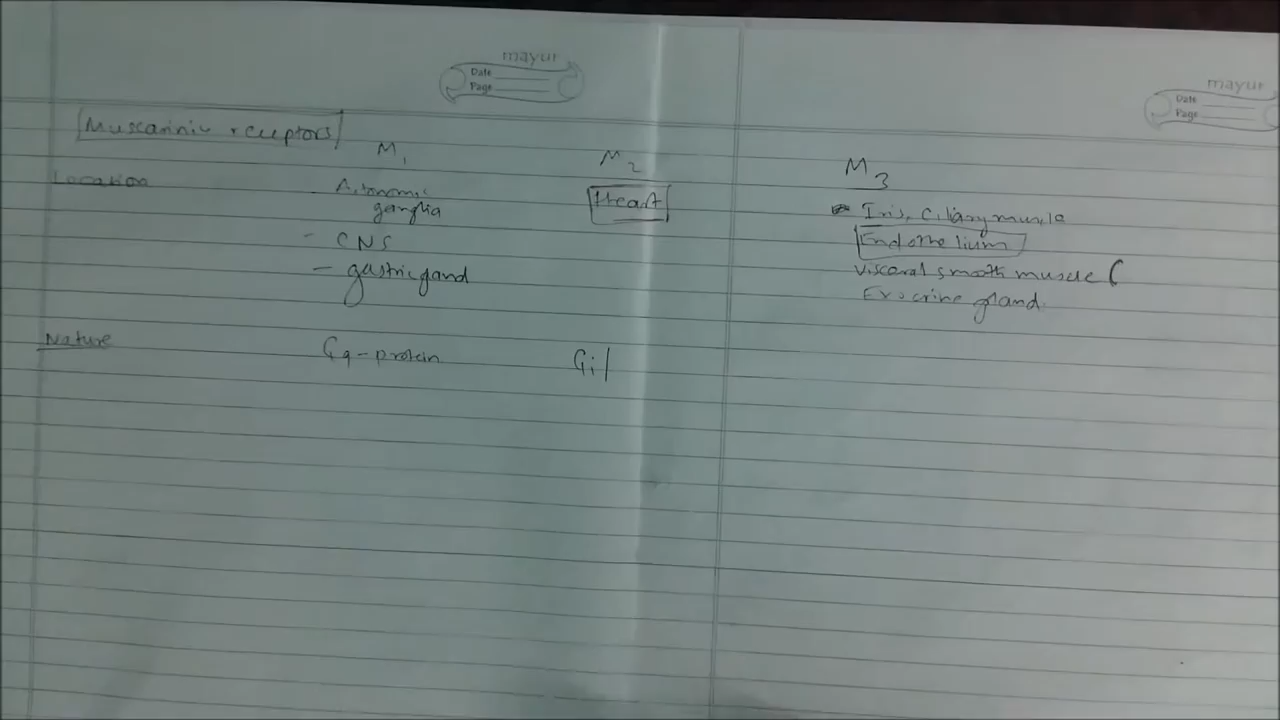 mayur
Date
Page
mayur
Date
Page
Muscarinic receptors
M1 M2 M3
Location Autonomic Heart Iris, Ciliary muscle
ganglia Endothelium
- CNS Visceral smooth muscle (
- gastric gland Exocrine gland
Nature Gq-protein Gi/